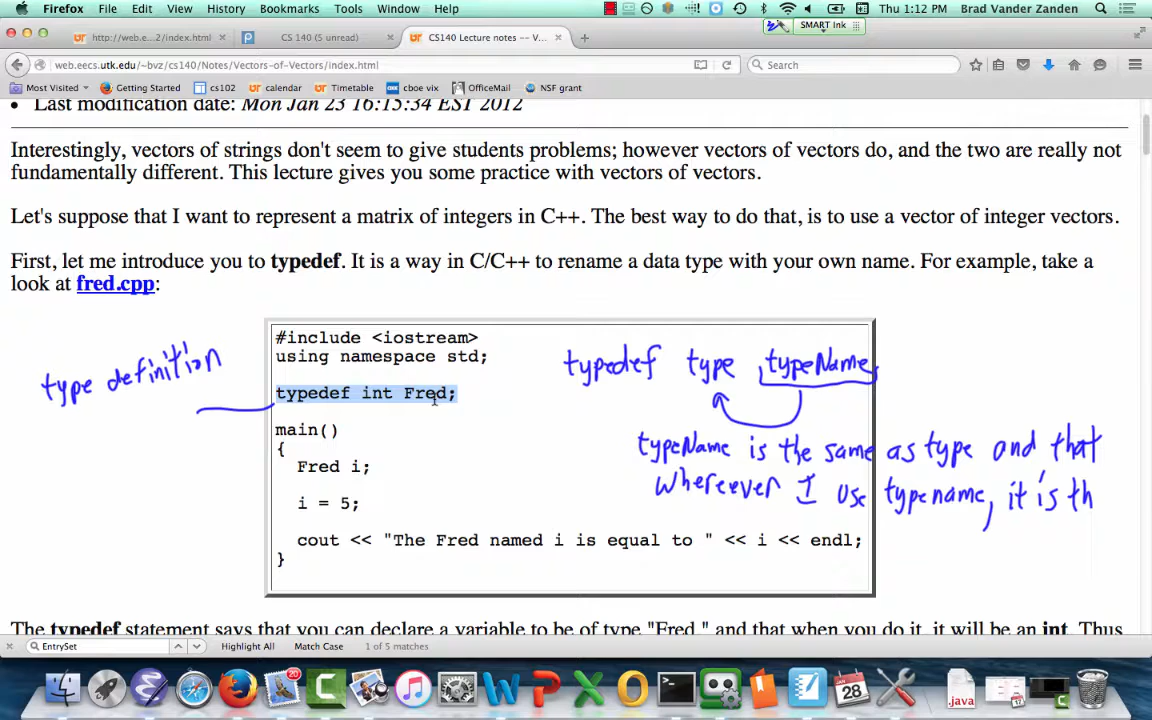 Firefox File Edit View History Bookmarks Tools Window Help Thu 1:12 PM Brad Vander Zanden
SMART Ink
http://web.e...2/index.html × CS 140 (5 unread) × CS140 Lecture notes -- V... × +
web.eecs.utk.edu/~bvz/cs140/Notes/Vectors-of-Vectors/index.html Search
Most Visited Getting Started cs102 calendar Timetable cboe vix OfficeMail NSF grant
• Last modification date: Mon Jan 23 16:15:34 EST 2012
Interestingly, vectors of strings don't seem to give students problems; however vectors of vectors do, and the two are really not
fundamentally different. This lecture gives you some practice with vectors of vectors.
Let's suppose that I want to represent a matrix of integers in C++. The best way to do that, is to use a vector of integer vectors.
First, let me introduce you to typedef. It is a way in C/C++ to rename a data type with your own name. For example, take a
look at fred.cpp:
#include <iostream>
using namespace std;
typedef int Fred;
main()
{
Fred i;
i = 5;
cout << "The Fred named i is equal to " << i << endl;
}
type definition
typedef type typeName
typeName is the same as type and that
whereever I use typename, it is th
The typedef statement says that you can declare a variable to be of type "Fred," and that when you do it, it will be an int. Thus
× EntrySet Highlight All Match Case 1 of 5 matches
20
JAN
28
.java
17